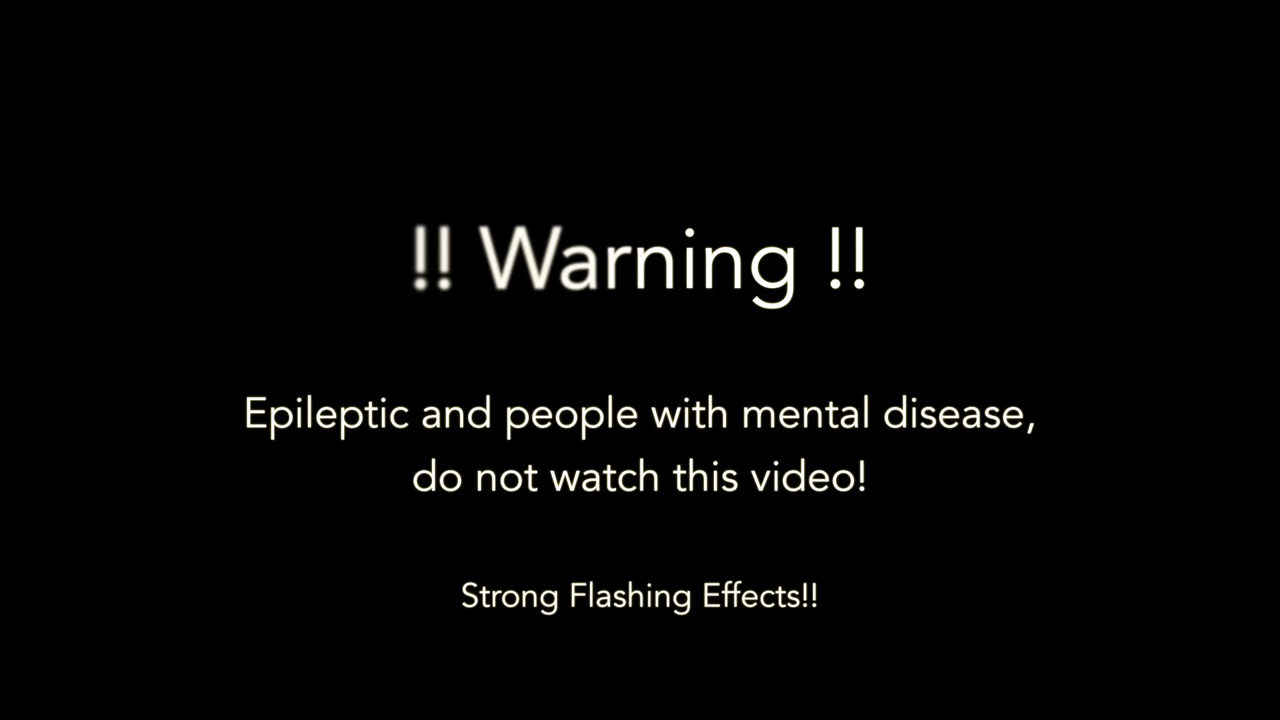 !! Warning !!
Epileptic and people with mental disease,
do not watch this video!
Strong Flashing Effects!!